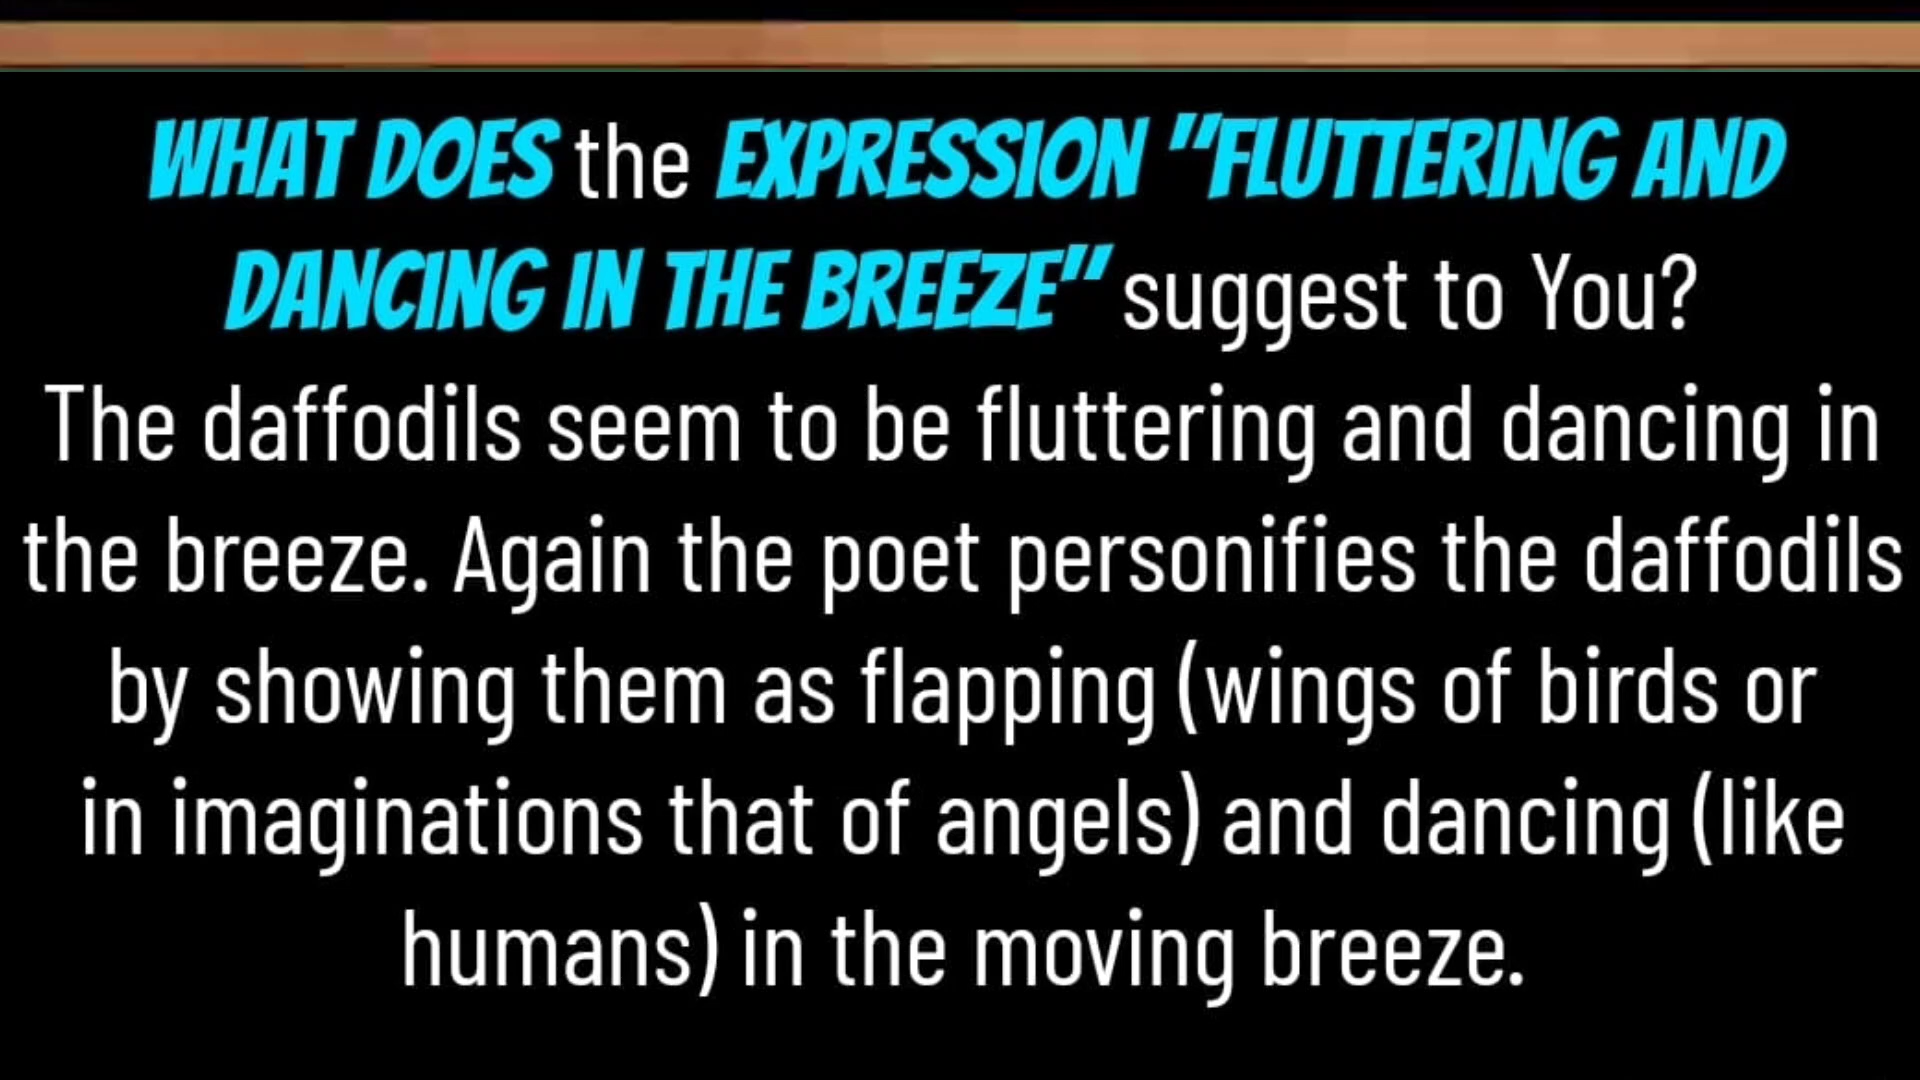 WHAT DOES the EXPRESSION "FLUTTERING AND
DANCING IN THE BREEZE" suggest to You?
The daffodils seem to be fluttering and dancing in
the breeze. Again the poet personifies the daffodils
by showing them as flapping (wings of birds or
in imaginations that of angels) and dancing (like
humans) in the moving breeze.